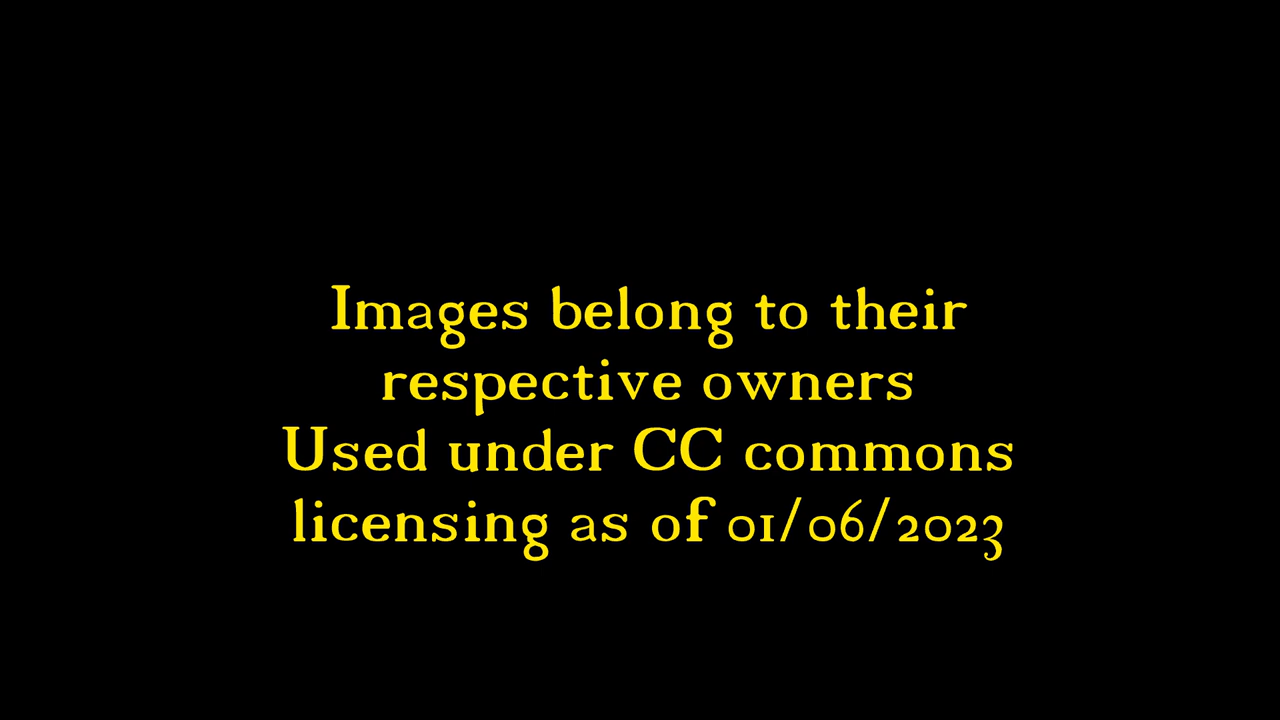 Images belong to their
respective owners
Used under CC commons
licensing as of 01/06/2023